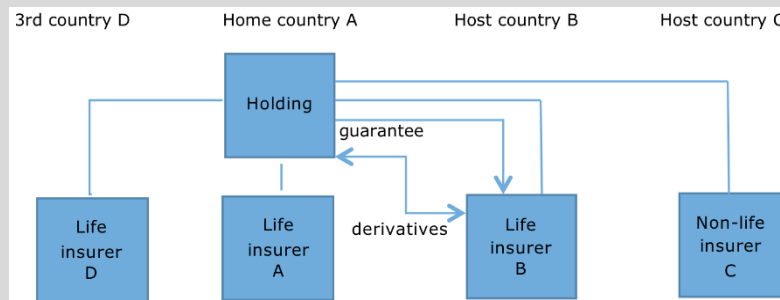 3rd country D
Home country A
Host country B
Host country C
Holding
guarantee
derivatives
Life
insurer
D
Life
insurer
A
Life
insurer
B
Non-life
insurer
C